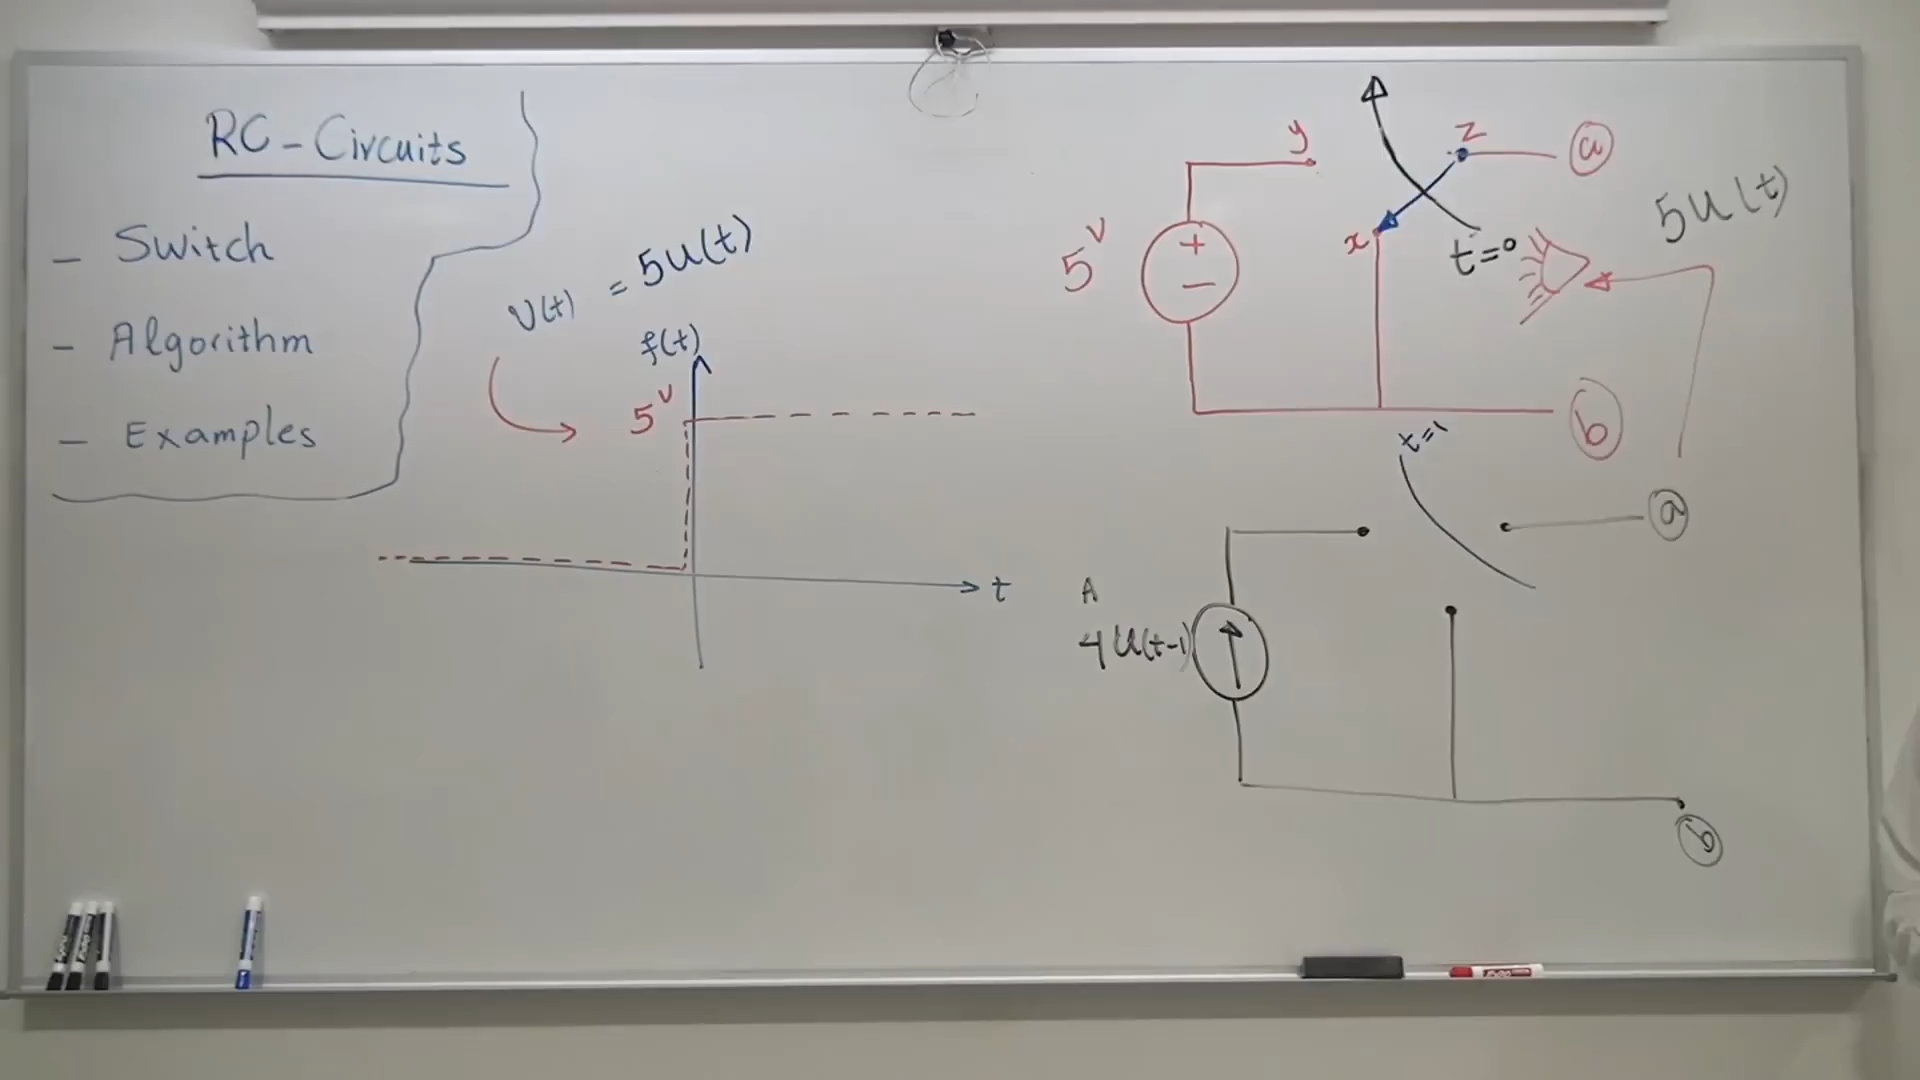 RC-Circuits
- Switch
- Algorithm
- Examples
v(t) = 5u(t)
f(t)
5V
t
y
z
a
5V
+
-
x
t=0
5u(t)
b
t=1
a
A
4u(t-1)
b